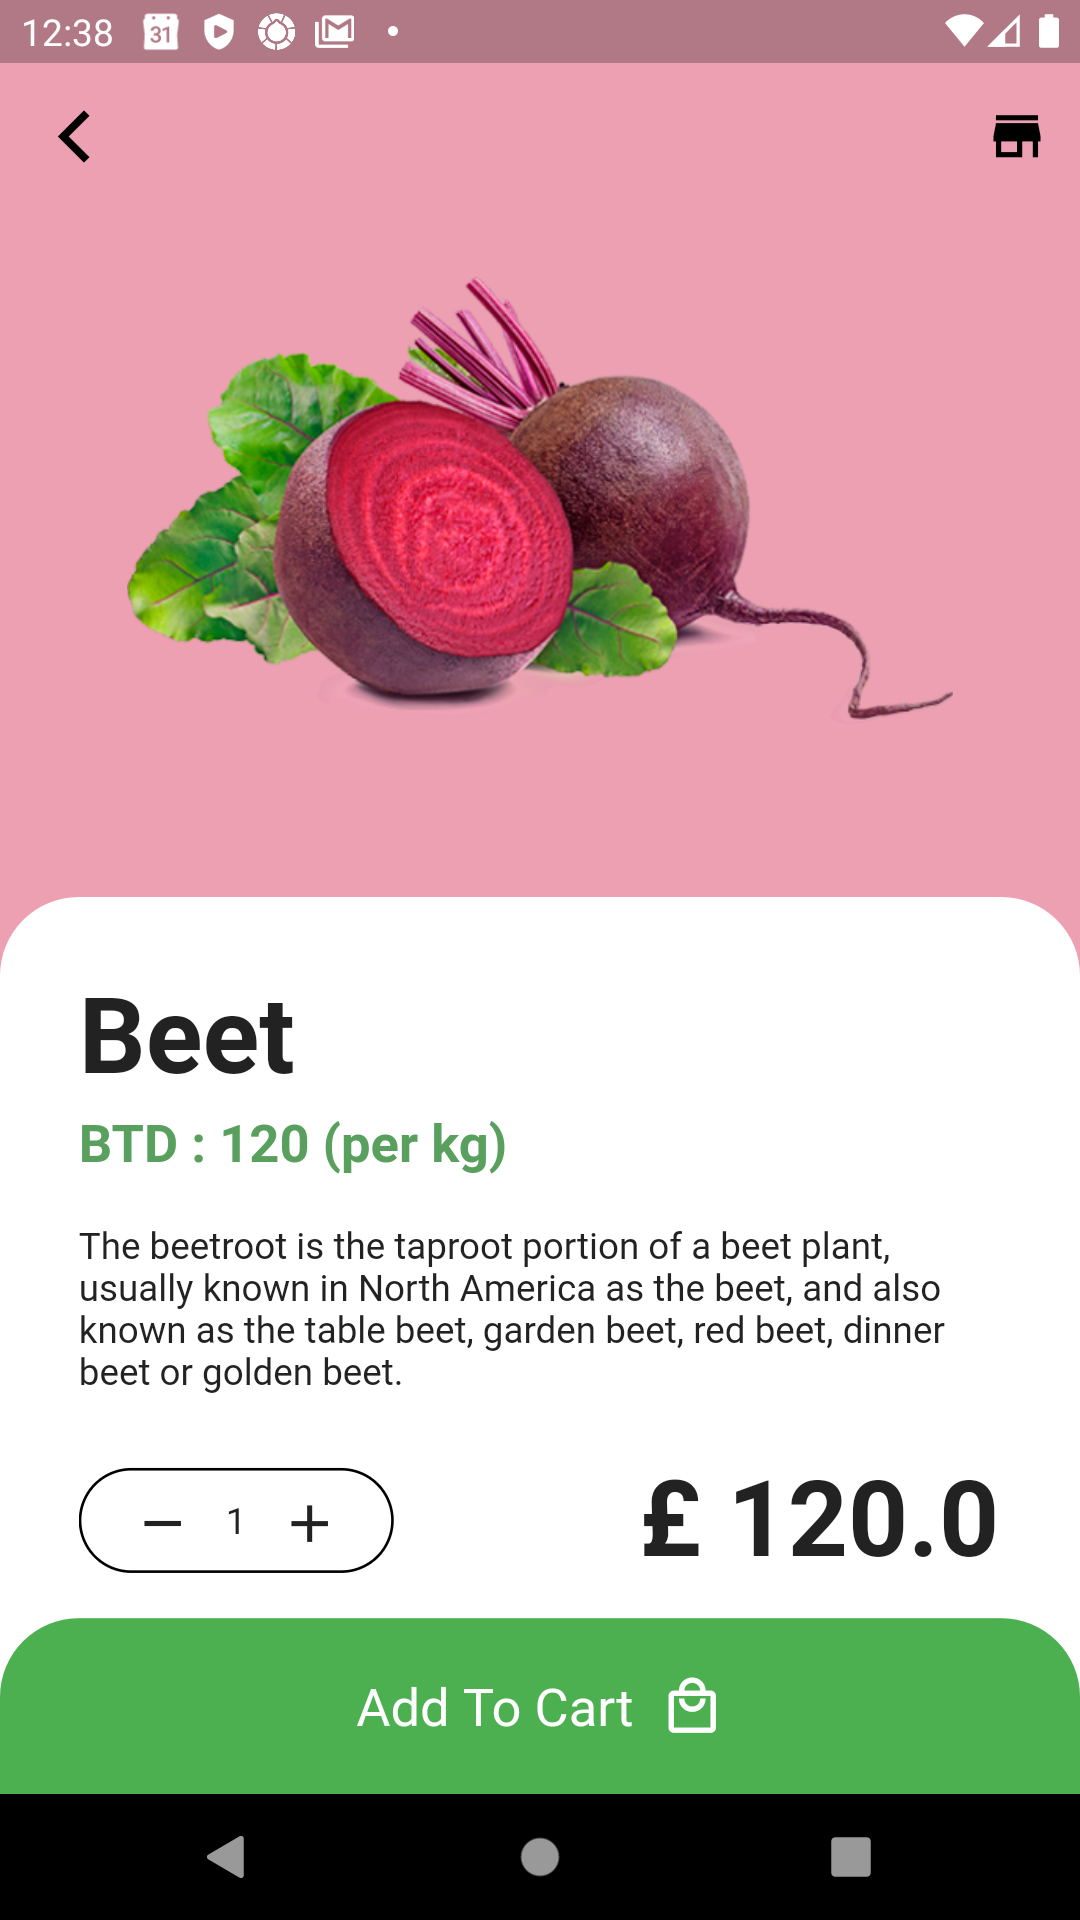 12:38
31
Beet
BTD : 120 (per kg)
The beetroot is the taproot portion of a beet plant,
usually known in North America as the beet, and also
known as the table beet, garden beet, red beet, dinner
beet or golden beet.
1
£ 120.0
Add To Cart